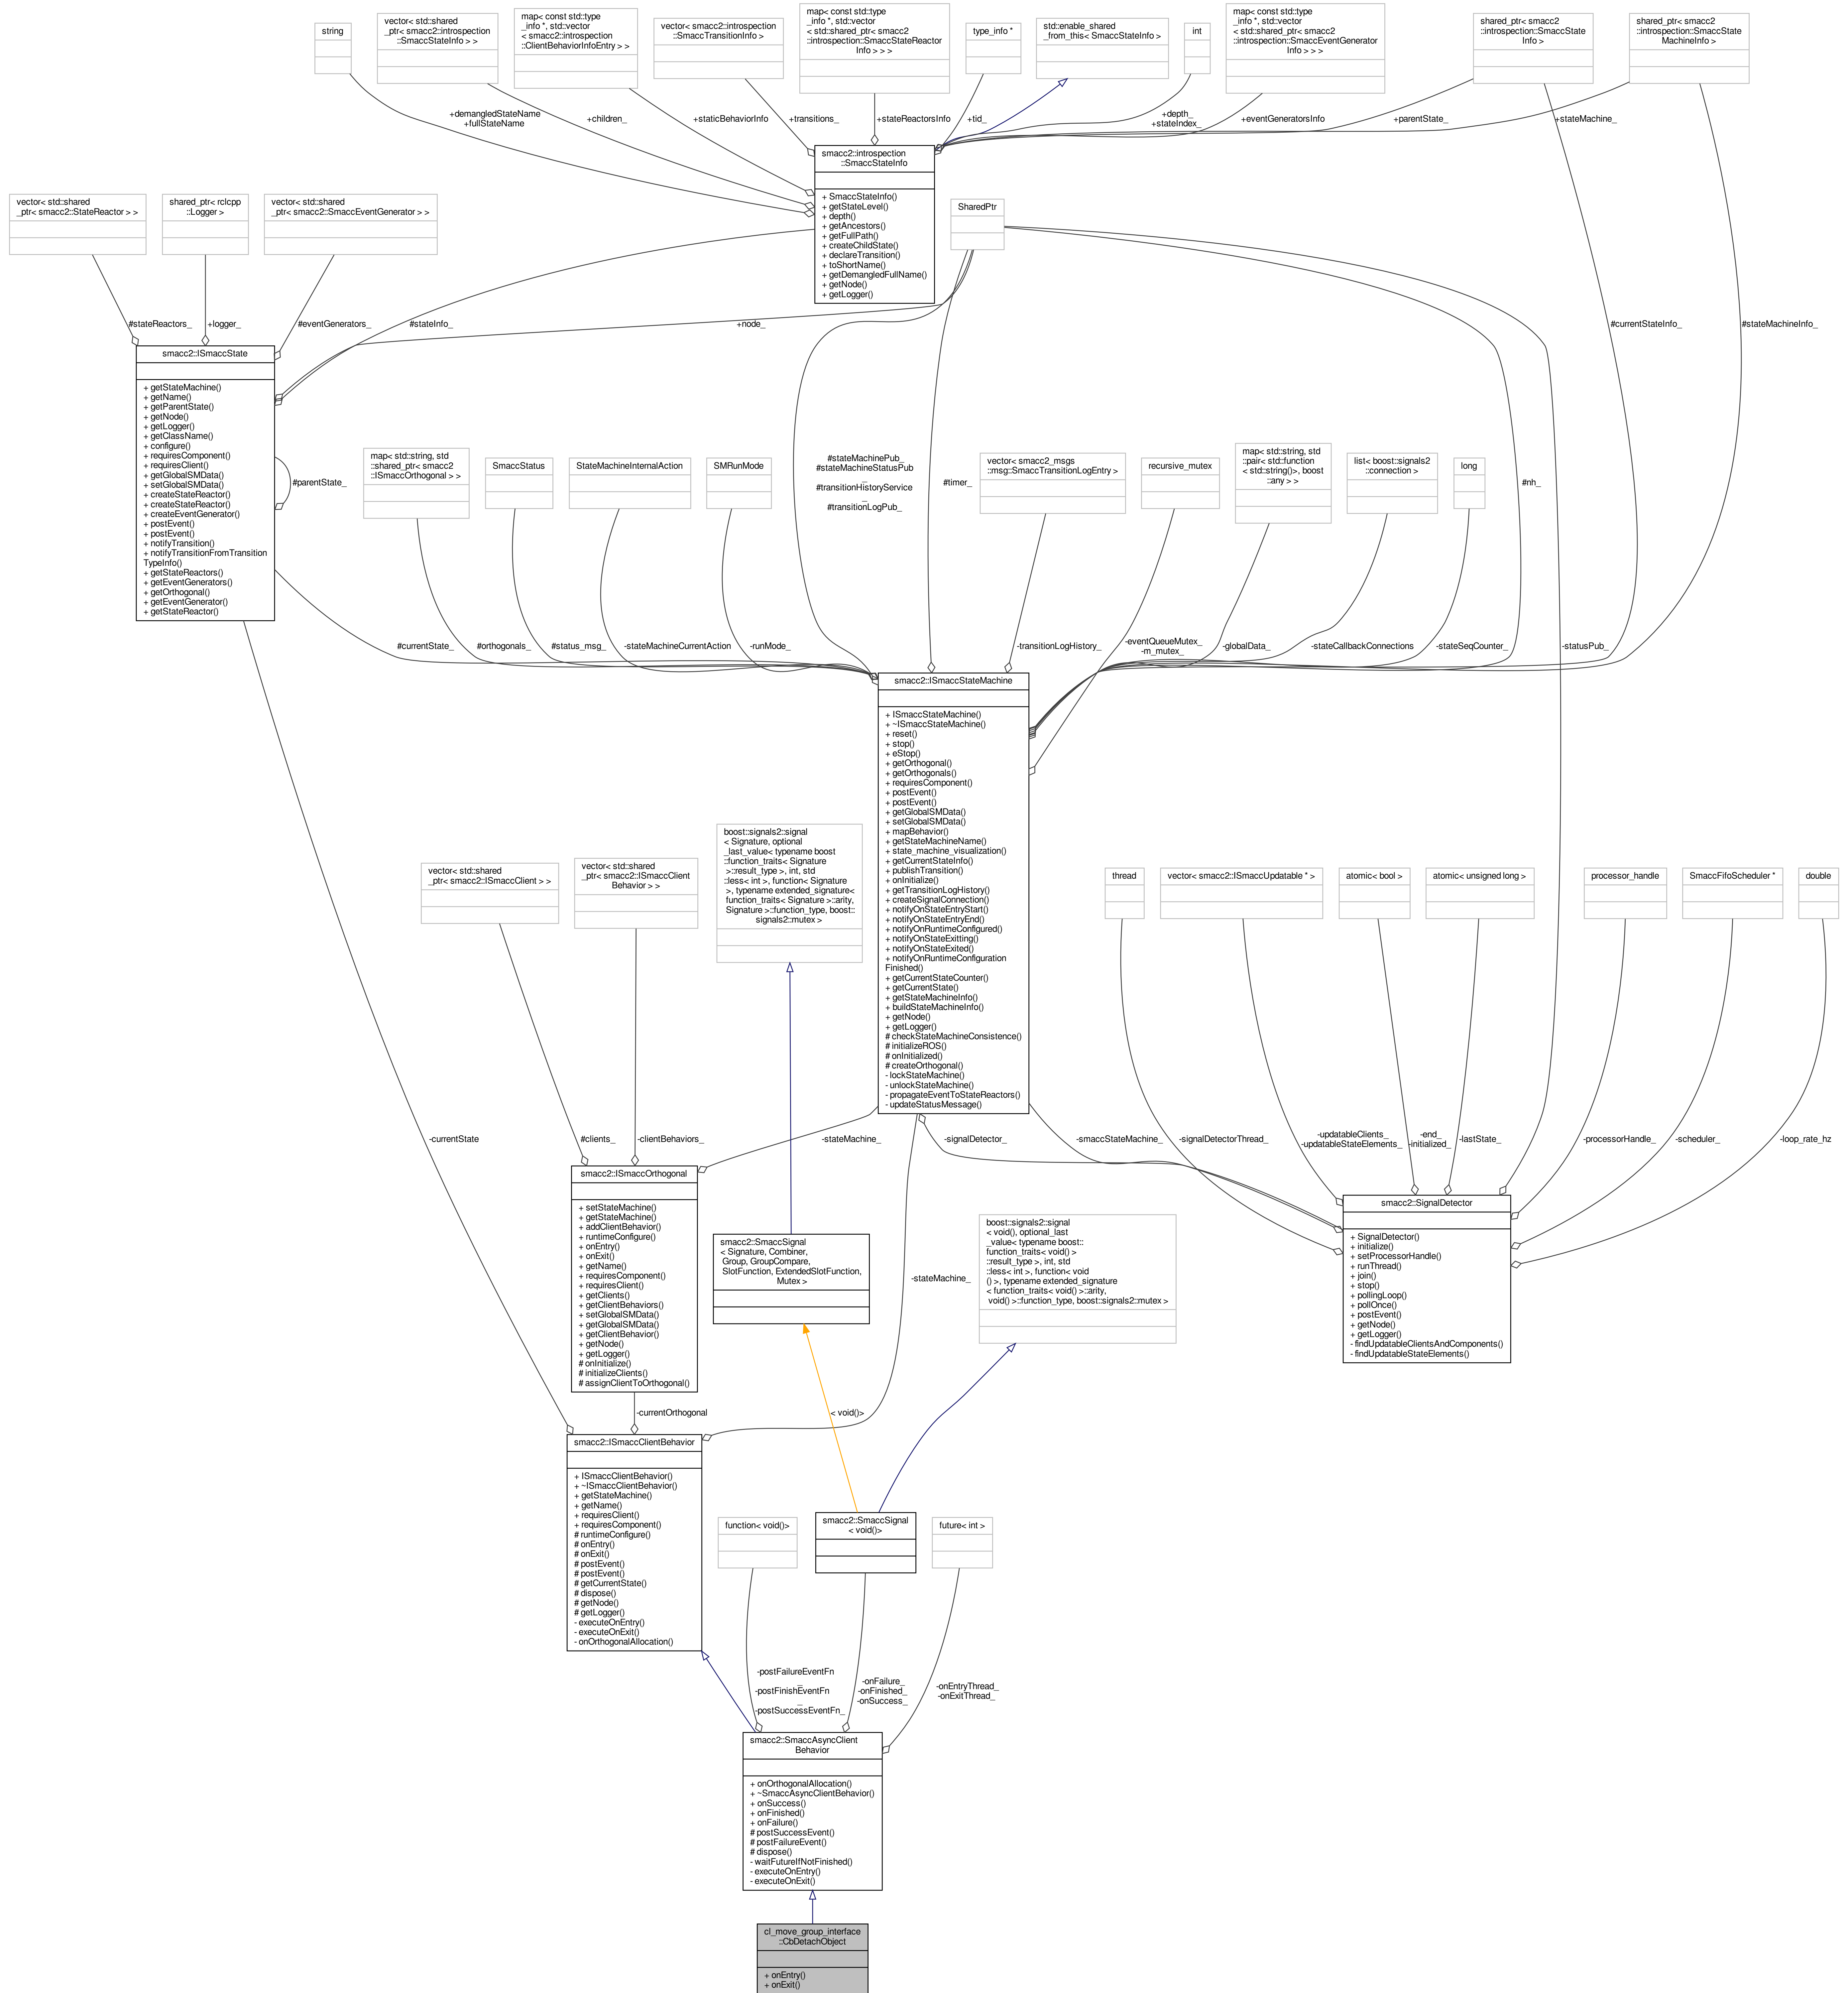 string
vector< std::shared
_ptr< smacc2::introspection
::SmaccStateInfo > >
map< const std::type
_info *, std::vector
< smacc2::introspection
::ClientBehaviorInfoEntry > >
vector< smacc2::introspection
::SmaccTransitionInfo >
map< const std::type
_info *, std::vector
< std::shared_ptr< smacc2
::introspection::SmaccStateReactor
Info > > >
type_info *
std::enable_shared
_from_this< SmaccStateInfo >
int
map< const std::type
_info *, std::vector
< std::shared_ptr< smacc2
::introspection::SmaccEventGenerator
Info > > >
shared_ptr< smacc2
::introspection::SmaccState
Info >
shared_ptr< smacc2
::introspection::SmaccState
MachineInfo >
+demangledStateName
+fullStateName
+children_
+staticBehaviorInfo
+transitions_
+stateReactorsInfo
+tid_
+depth_
+stateIndex_
+eventGeneratorsInfo
+parentState_
+stateMachine_
smacc2::introspection
::SmaccStateInfo
+ SmaccStateInfo()
+ getStateLevel()
+ depth()
+ getAncestors()
+ getFullPath()
+ createChildState()
+ declareTransition()
+ toShortName()
+ getDemangledFullName()
+ getNode()
+ getLogger()
vector< std::shared
_ptr< smacc2::StateReactor > >
shared_ptr< rclcpp
::Logger >
vector< std::shared
_ptr< smacc2::SmaccEventGenerator > >
SharedPtr
#stateReactors_
+logger_
#eventGenerators_
#stateInfo_
+node_
#currentStateInfo_
#stateMachineInfo_
smacc2::ISmaccState
+ getStateMachine()
+ getName()
+ getParentState()
+ getNode()
+ getLogger()
+ getClassName()
+ configure()
+ requiresComponent()
+ requiresClient()
+ getGlobalSMData()
+ setGlobalSMData()
+ createStateReactor()
+ createStateReactor()
+ createEventGenerator()
+ postEvent()
+ postEvent()
+ notifyTransition()
+ notifyTransitionFromTransition
TypeInfo()
+ getStateReactors()
+ getEventGenerators()
+ getOrthogonal()
+ getEventGenerator()
+ getStateReactor()
#parentState_
map< std::string, std
::shared_ptr< smacc2
::ISmaccOrthogonal > >
SmaccStatus
StateMachineInternalAction
SMRunMode
#stateMachinePub_
#stateMachineStatusPub
_
#transitionHistoryService
_
#transitionLogPub_
#timer_
vector< smacc2_msgs
::msg::SmaccTransitionLogEntry >
recursive_mutex
map< std::string, std
::pair< std::function
< std::string()>, boost
::any > >
list< boost::signals2
::connection >
long
#nh_
#currentState_
#orthogonals_
#status_msg_
-stateMachineCurrentAction
-runMode_
-transitionLogHistory_
-eventQueueMutex_
-m_mutex_
-globalData_
-stateCallbackConnections
-stateSeqCounter_
-statusPub_
smacc2::ISmaccStateMachine
+ ISmaccStateMachine()
+ ~ISmaccStateMachine()
+ reset()
+ stop()
+ eStop()
+ getOrthogonal()
+ getOrthogonals()
+ requiresComponent()
+ postEvent()
+ postEvent()
+ getGlobalSMData()
+ setGlobalSMData()
+ mapBehavior()
+ getStateMachineName()
+ state_machine_visualization()
+ getCurrentStateInfo()
+ publishTransition()
+ onInitialize()
+ getTransitionLogHistory()
+ createSignalConnection()
+ notifyOnStateEntryStart()
+ notifyOnStateEntryEnd()
+ notifyOnRuntimeConfigured()
+ notifyOnStateExitting()
+ notifyOnStateExited()
+ notifyOnRuntimeConfiguration
Finished()
+ getCurrentStateCounter()
+ getCurrentState()
+ getStateMachineInfo()
+ buildStateMachineInfo()
+ getNode()
+ getLogger()
# checkStateMachineConsistence()
# initializeROS()
# onInitialized()
# createOrthogonal()
- lockStateMachine()
- unlockStateMachine()
- propagateEventToStateReactors()
- updateStatusMessage()
boost::signals2::signal
< Signature, optional
_last_value< typename boost
::function_traits< Signature
>::result_type >, int, std
::less< int >, function< Signature
>, typename extended_signature<
function_traits< Signature >::arity,
Signature >::function_type, boost::
signals2::mutex >
vector< std::shared
_ptr< smacc2::ISmaccClient > >
vector< std::shared
_ptr< smacc2::ISmaccClient
Behavior > >
thread
vector< smacc2::ISmaccUpdatable * >
atomic< bool >
atomic< unsigned long >
processor_handle
SmaccFifoScheduler *
double
-currentState
#clients_
-clientBehaviors_
-stateMachine_
-signalDetector_
-smaccStateMachine_
-signalDetectorThread_
-updatableClients_
-updatableStateElements_
-end_
-initialized_
-lastState_
-processorHandle_
-scheduler_
-loop_rate_hz
smacc2::ISmaccOrthogonal
+ setStateMachine()
+ getStateMachine()
+ addClientBehavior()
+ runtimeConfigure()
+ onEntry()
+ onExit()
+ getName()
+ requiresComponent()
+ requiresClient()
+ getClients()
+ getClientBehaviors()
+ setGlobalSMData()
+ getGlobalSMData()
+ getClientBehavior()
+ getNode()
+ getLogger()
# onInitialize()
# initializeClients()
# assignClientToOrthogonal()
smacc2::SmaccSignal
< Signature, Combiner,
Group, GroupCompare,
SlotFunction, ExtendedSlotFunction,
Mutex >
-stateMachine_
boost::signals2::signal
< void(), optional_last
_value< typename boost::
function_traits< void() >
::result_type >, int, std
::less< int >, function< void
() >, typename extended_signature
< function_traits< void() >::arity,
void() >::function_type, boost::signals2::mutex >
smacc2::SignalDetector
+ SignalDetector()
+ initialize()
+ setProcessorHandle()
+ runThread()
+ join()
+ stop()
+ pollingLoop()
+ pollOnce()
+ postEvent()
+ getNode()
+ getLogger()
- findUpdatableClientsAndComponents()
- findUpdatableStateElements()
-currentOrthogonal
< void()>
smacc2::ISmaccClientBehavior
+ ISmaccClientBehavior()
+ ~ISmaccClientBehavior()
+ getStateMachine()
+ getName()
+ requiresClient()
+ requiresComponent()
# runtimeConfigure()
# onEntry()
# onExit()
# postEvent()
# postEvent()
# getCurrentState()
# dispose()
# getNode()
# getLogger()
- executeOnEntry()
- executeOnExit()
- onOrthogonalAllocation()
function< void()>
smacc2::SmaccSignal
< void()>
future< int >
-postFailureEventFn
_
-postFinishEventFn
_
-postSuccessEventFn_
-onFailure_
-onFinished_
-onSuccess_
-onEntryThread_
-onExitThread_
smacc2::SmaccAsyncClient
Behavior
+ onOrthogonalAllocation()
+ ~SmaccAsyncClientBehavior()
+ onSuccess()
+ onFinished()
+ onFailure()
# postSuccessEvent()
# postFailureEvent()
# dispose()
- waitFutureIfNotFinished()
- executeOnEntry()
- executeOnExit()
cl_move_group_interface
::CbDetachObject
+ onEntry()
+ onExit()